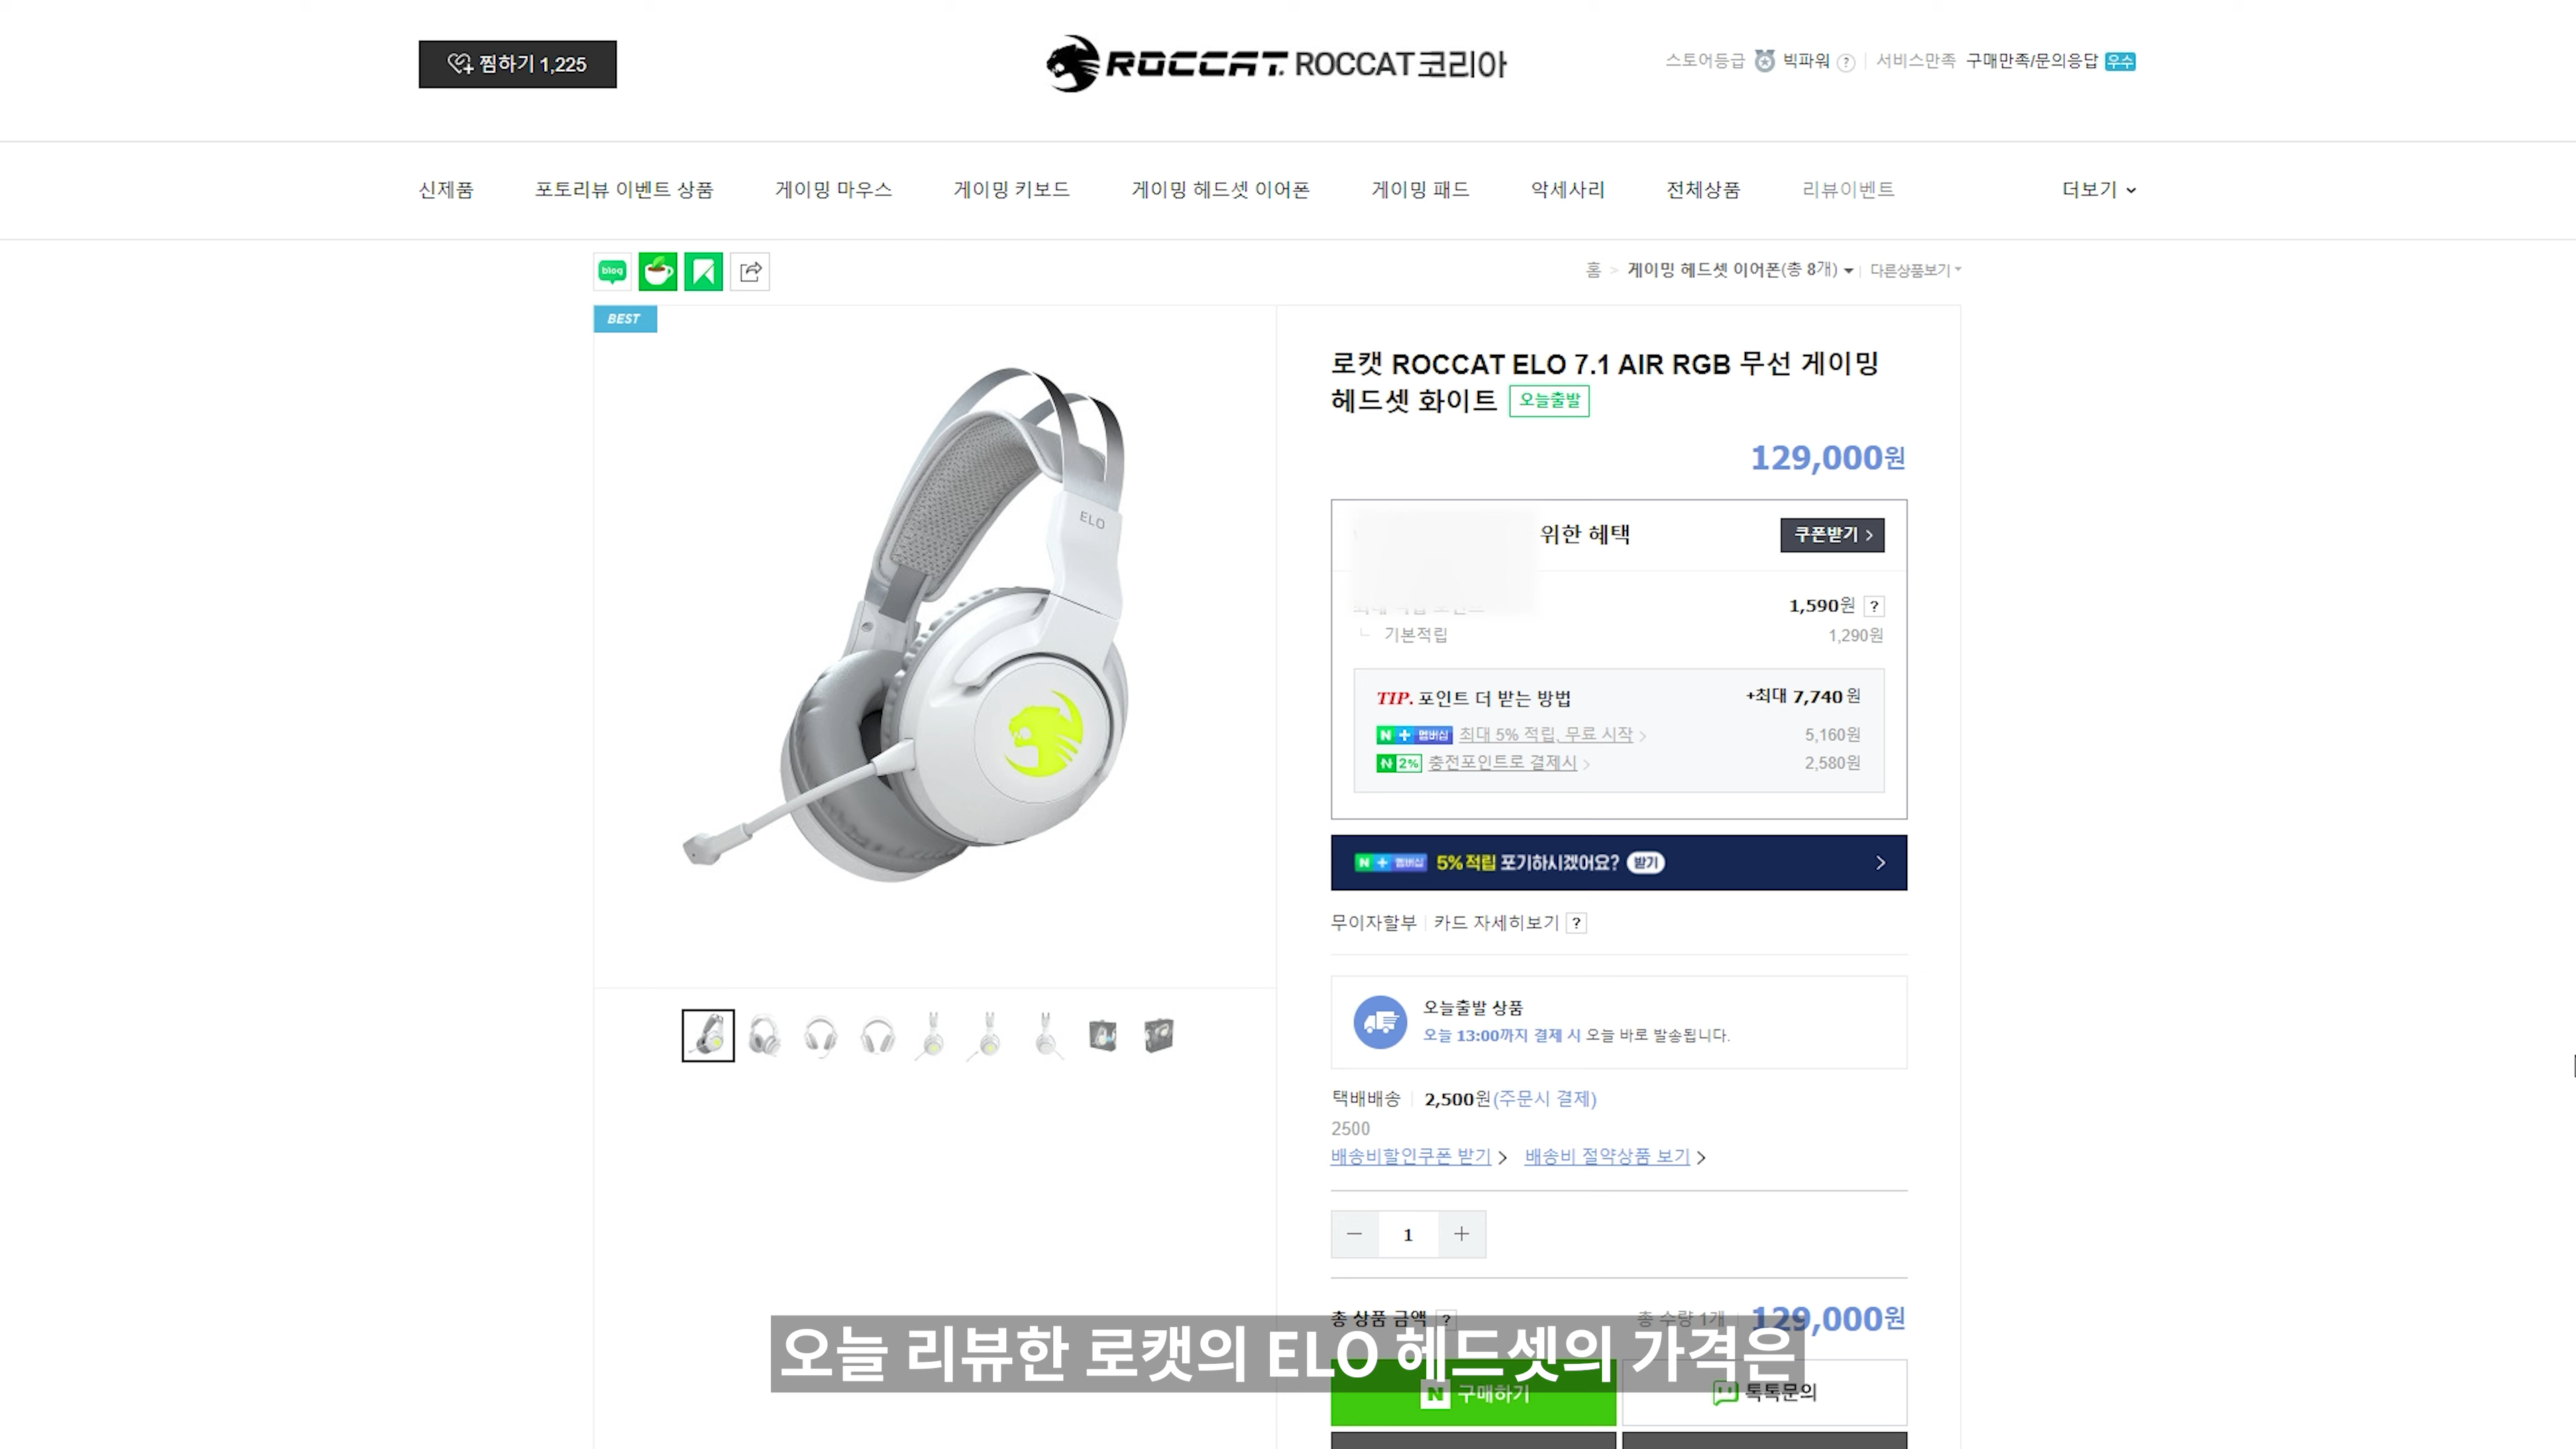 찜하기 1,225
ROCCAT ROCCAT코리아
스토어등급 빅파워 ? 서비스만족 구매만족/문의응답 우수
신제품 포토리뷰 이벤트 상품 게이밍 마우스 게이밍 키보드 게이밍 헤드셋 이어폰 게이밍 패드 악세사리 전체상품 리뷰이벤트 더보기
blog
홈 > 게이밍 헤드셋 이어폰(총 8개) 다른상품보기
BEST
ELO
로캣 ROCCAT ELO 7.1 AIR RGB 무선 게이밍
헤드셋 화이트 오늘출발
129,000원
위한 혜택 쿠폰받기 >
1,590원 ?
기본적립 1,290원
TIP. 포인트 더 받는 방법 +최대 7,740 원
N + 멤버십 최대 5% 적립, 무료 시작 > 5,160원
N 2% 충전포인트로 결제시 > 2,580원
N + 멤버십 5% 적립 포기하시겠어요? 받기 >
무이자할부 카드 자세히보기 ?
오늘출발 상품
오늘 13:00까지 결제 시 오늘 바로 발송됩니다.
택배배송 2,500원(주문시 결제)
2500
배송비할인쿠폰 받기 > 배송비 절약상품 보기 >
− 1 +
총 상품 금액 ? 총 수량 1개 129,000원
오늘 리뷰한 로캣의 ELO 헤드셋의 가격은
N 구매하기 톡톡문의